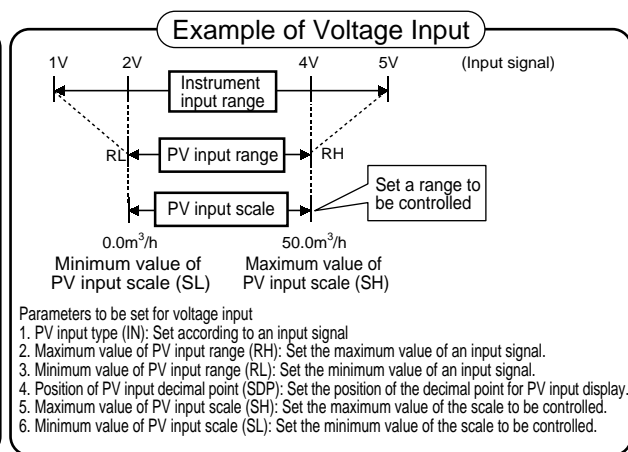 Example of Voltage Input
1V 2V 4V 5V (Input signal)
Instrument
input range
RL PV input range RH
PV input scale
Set a range to
be controlled
0.0m³/h 50.0m³/h
Minimum value of Maximum value of
PV input scale (SL) PV input scale (SH)
Parameters to be set for voltage input
1. PV input type (IN): Set according to an input signal
2. Maximum value of PV input range (RH): Set the maximum value of an input signal.
3. Minimum value of PV input range (RL): Set the minimum value of an input signal.
4. Position of PV input decimal point (SDP): Set the position of the decimal point for PV input display.
5. Maximum value of PV input scale (SH): Set the maximum value of the scale to be controlled.
6. Minimum value of PV input scale (SL): Set the minimum value of the scale to be controlled.